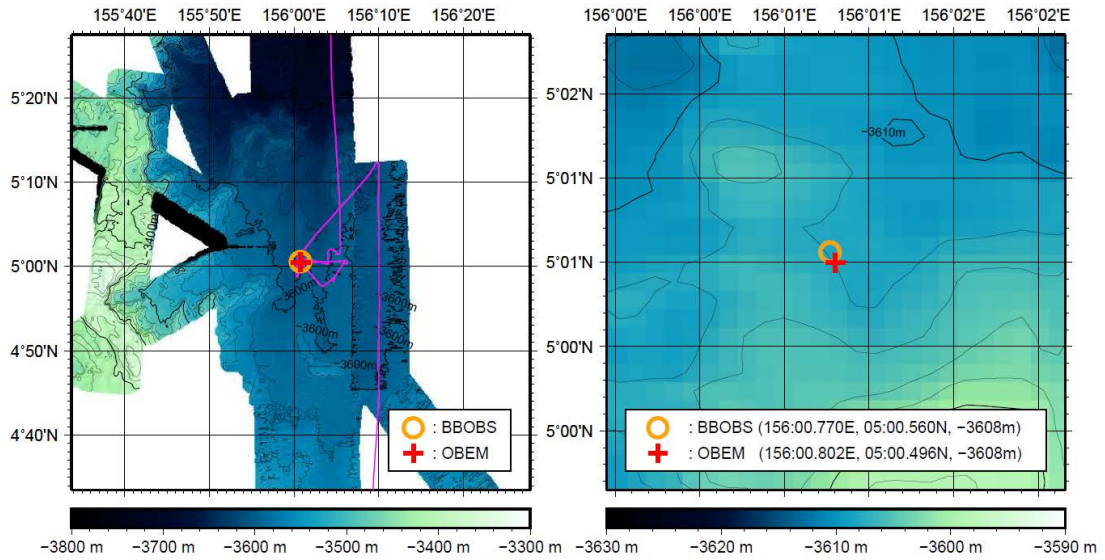 155°40'E 155°50'E 156°00'E 156°10'E 156°20'E
156°00'E 156°00'E 156°01'E 156°01'E 156°02'E 156°02'E
5°20'N
5°10'N
5°00'N
4°50'N
4°40'N
−3400m
−3600m
−3600m
−3600m
−3600m
: BBOBS
: OBEM
5°02'N
5°01'N
5°01'N
5°00'N
5°00'N
−3610m
: BBOBS (156:00.770E, 05:00.560N, −3608m)
: OBEM (156:00.802E, 05:00.496N, −3608m)
−3800 m −3700 m −3600 m −3500 m −3400 m −3300 m
−3630 m −3620 m −3610 m −3560 m −3550 m